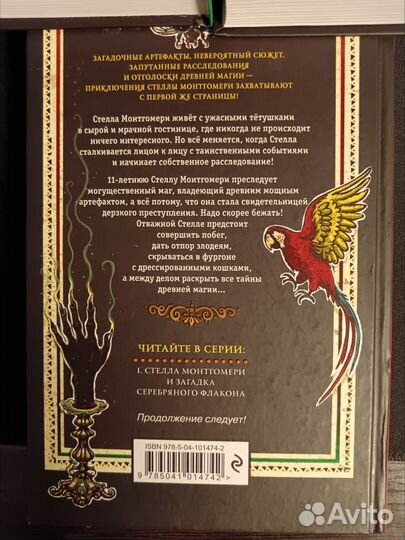 ЗАГАДОЧНЫЕ АРТЕФАКТЫ, НЕВЕРОЯТНЫЙ СЮЖЕТ,
ЗАПУТАННЫЕ РАССЛЕДОВАНИЯ
И ОТГОЛОСКИ ДРЕВНЕЙ МАГИИ —
ПРИКЛЮЧЕНИЯ СТЕЛЛЫ МОНТГОМЕРИ ЗАХВАТЫВАЮТ
С ПЕРВОЙ ЖЕ СТРАНИЦЫ!
Стелла Монтгомери живёт с ужасными тётушками
в сырой и мрачной гостинице, где никогда не происходит
ничего интересного. Но всё меняется, когда Стелла
сталкивается лицом к лицу с таинственными событиями
и начинает собственное расследование!
11-летнюю Стеллу Монтгомери преследует
могущественный маг, владеющий древним мощным
артефактом, а всё потому, что она стала свидетельницей
дерзкого преступления. Надо скорее бежать!
Отважной Стелле предстоит
совершить побег,
дать отпор злодеям,
скрываться в фургоне
с дрессированными кошками,
а между делом раскрыть все тайны
древней магии...
ЧИТАЙТЕ В СЕРИИ:
I. СТЕЛЛА МОНТГОМЕРИ
И ЗАГАДКА
СЕРЕБРЯНОГО ФЛАКОНА
Продолжение следует!
ISBN 978-5-04-101474-2
9 785041 014742 >
Avito